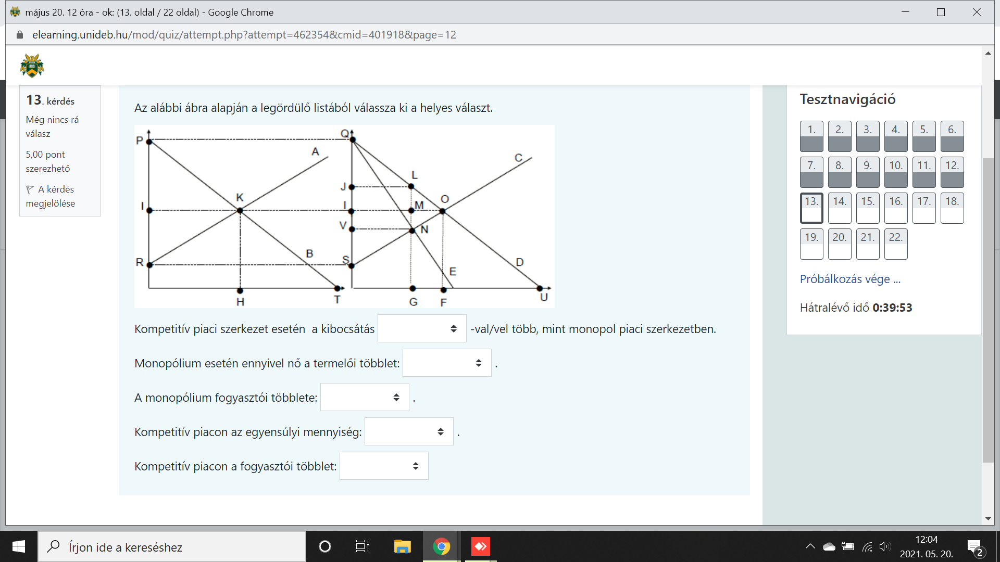 május 20. 12 óra - ok: (13. oldal / 22 oldal) - Google Chrome
elearning.unideb.hu/mod/quiz/attempt.php?attempt=462354&cmid=401918&page=12
13. kérdés
Még nincs rá
válasz
5,00 pont
szerezhető
A kérdés
megjelölése
Az alábbi ábra alapján a legördülő listából válassza ki a helyes választ.
P
A
K
I
R
B
H
T
Q
C
L
J
O
I
M
V
N
S
E
D
G
F
U
Kompetitív piaci szerkezet esetén a kibocsátás -val/vel több, mint monopol piaci szerkezetben.
Monopólium esetén ennyivel nő a termelői többlet: .
A monopólium fogyasztói többlete: .
Kompetitív piacon az egyensúlyi mennyiség: .
Kompetitív piacon a fogyasztói többlet:
Tesztnavigáció
1. 2. 3. 4. 5. 6.
7. 8. 9. 10. 11. 12.
13. 14. 15. 16. 17. 18.
19. 20. 21. 22.
Próbálkozás vége ...
Hátralévő idő 0:39:53
Írjon ide a kereséshez
12:04
2021. 05. 20.
2